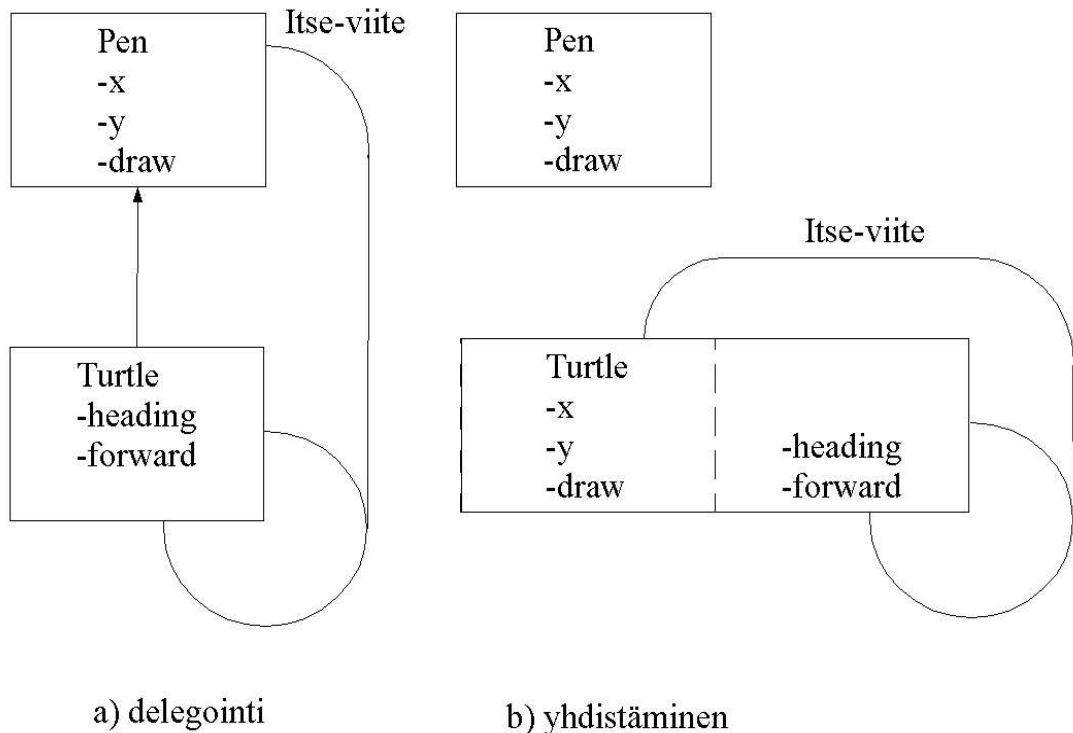 Itse-viite
Pen
-x
-y
-draw
Turtle
-heading
-forward
a) delegointi
Pen
-x
-y
-draw
Itse-viite
Turtle
-x
-y
-draw
-heading
-forward
b) yhdistäminen